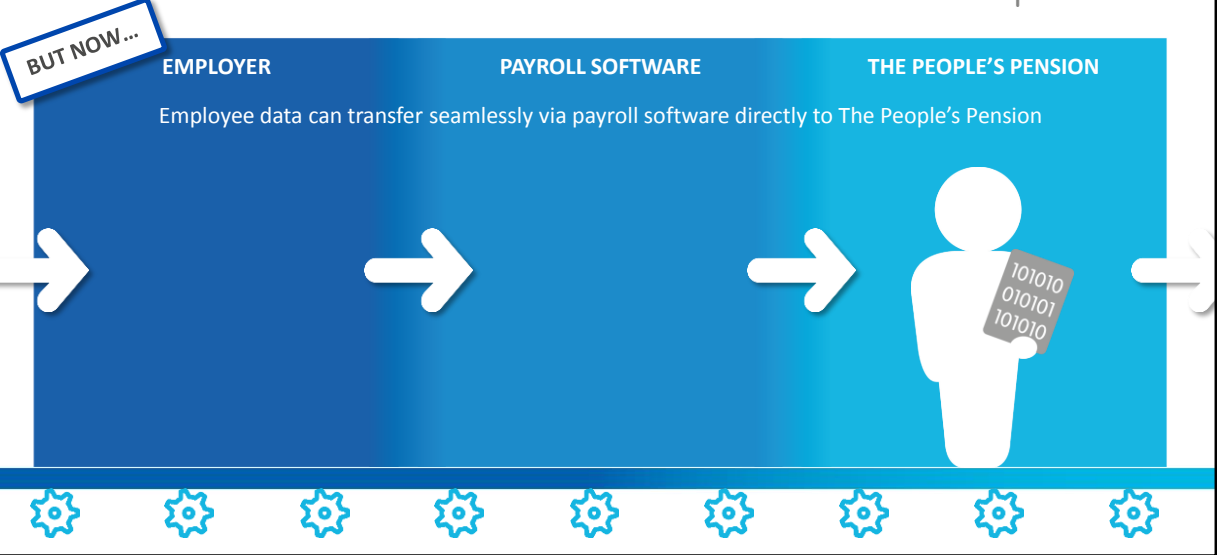 BUT NOW...
EMPLOYER
PAYROLL SOFTWARE
THE PEOPLE'S PENSION
Employee data can transfer seamlessly via payroll software directly to The People's Pension
101010
010101
101010